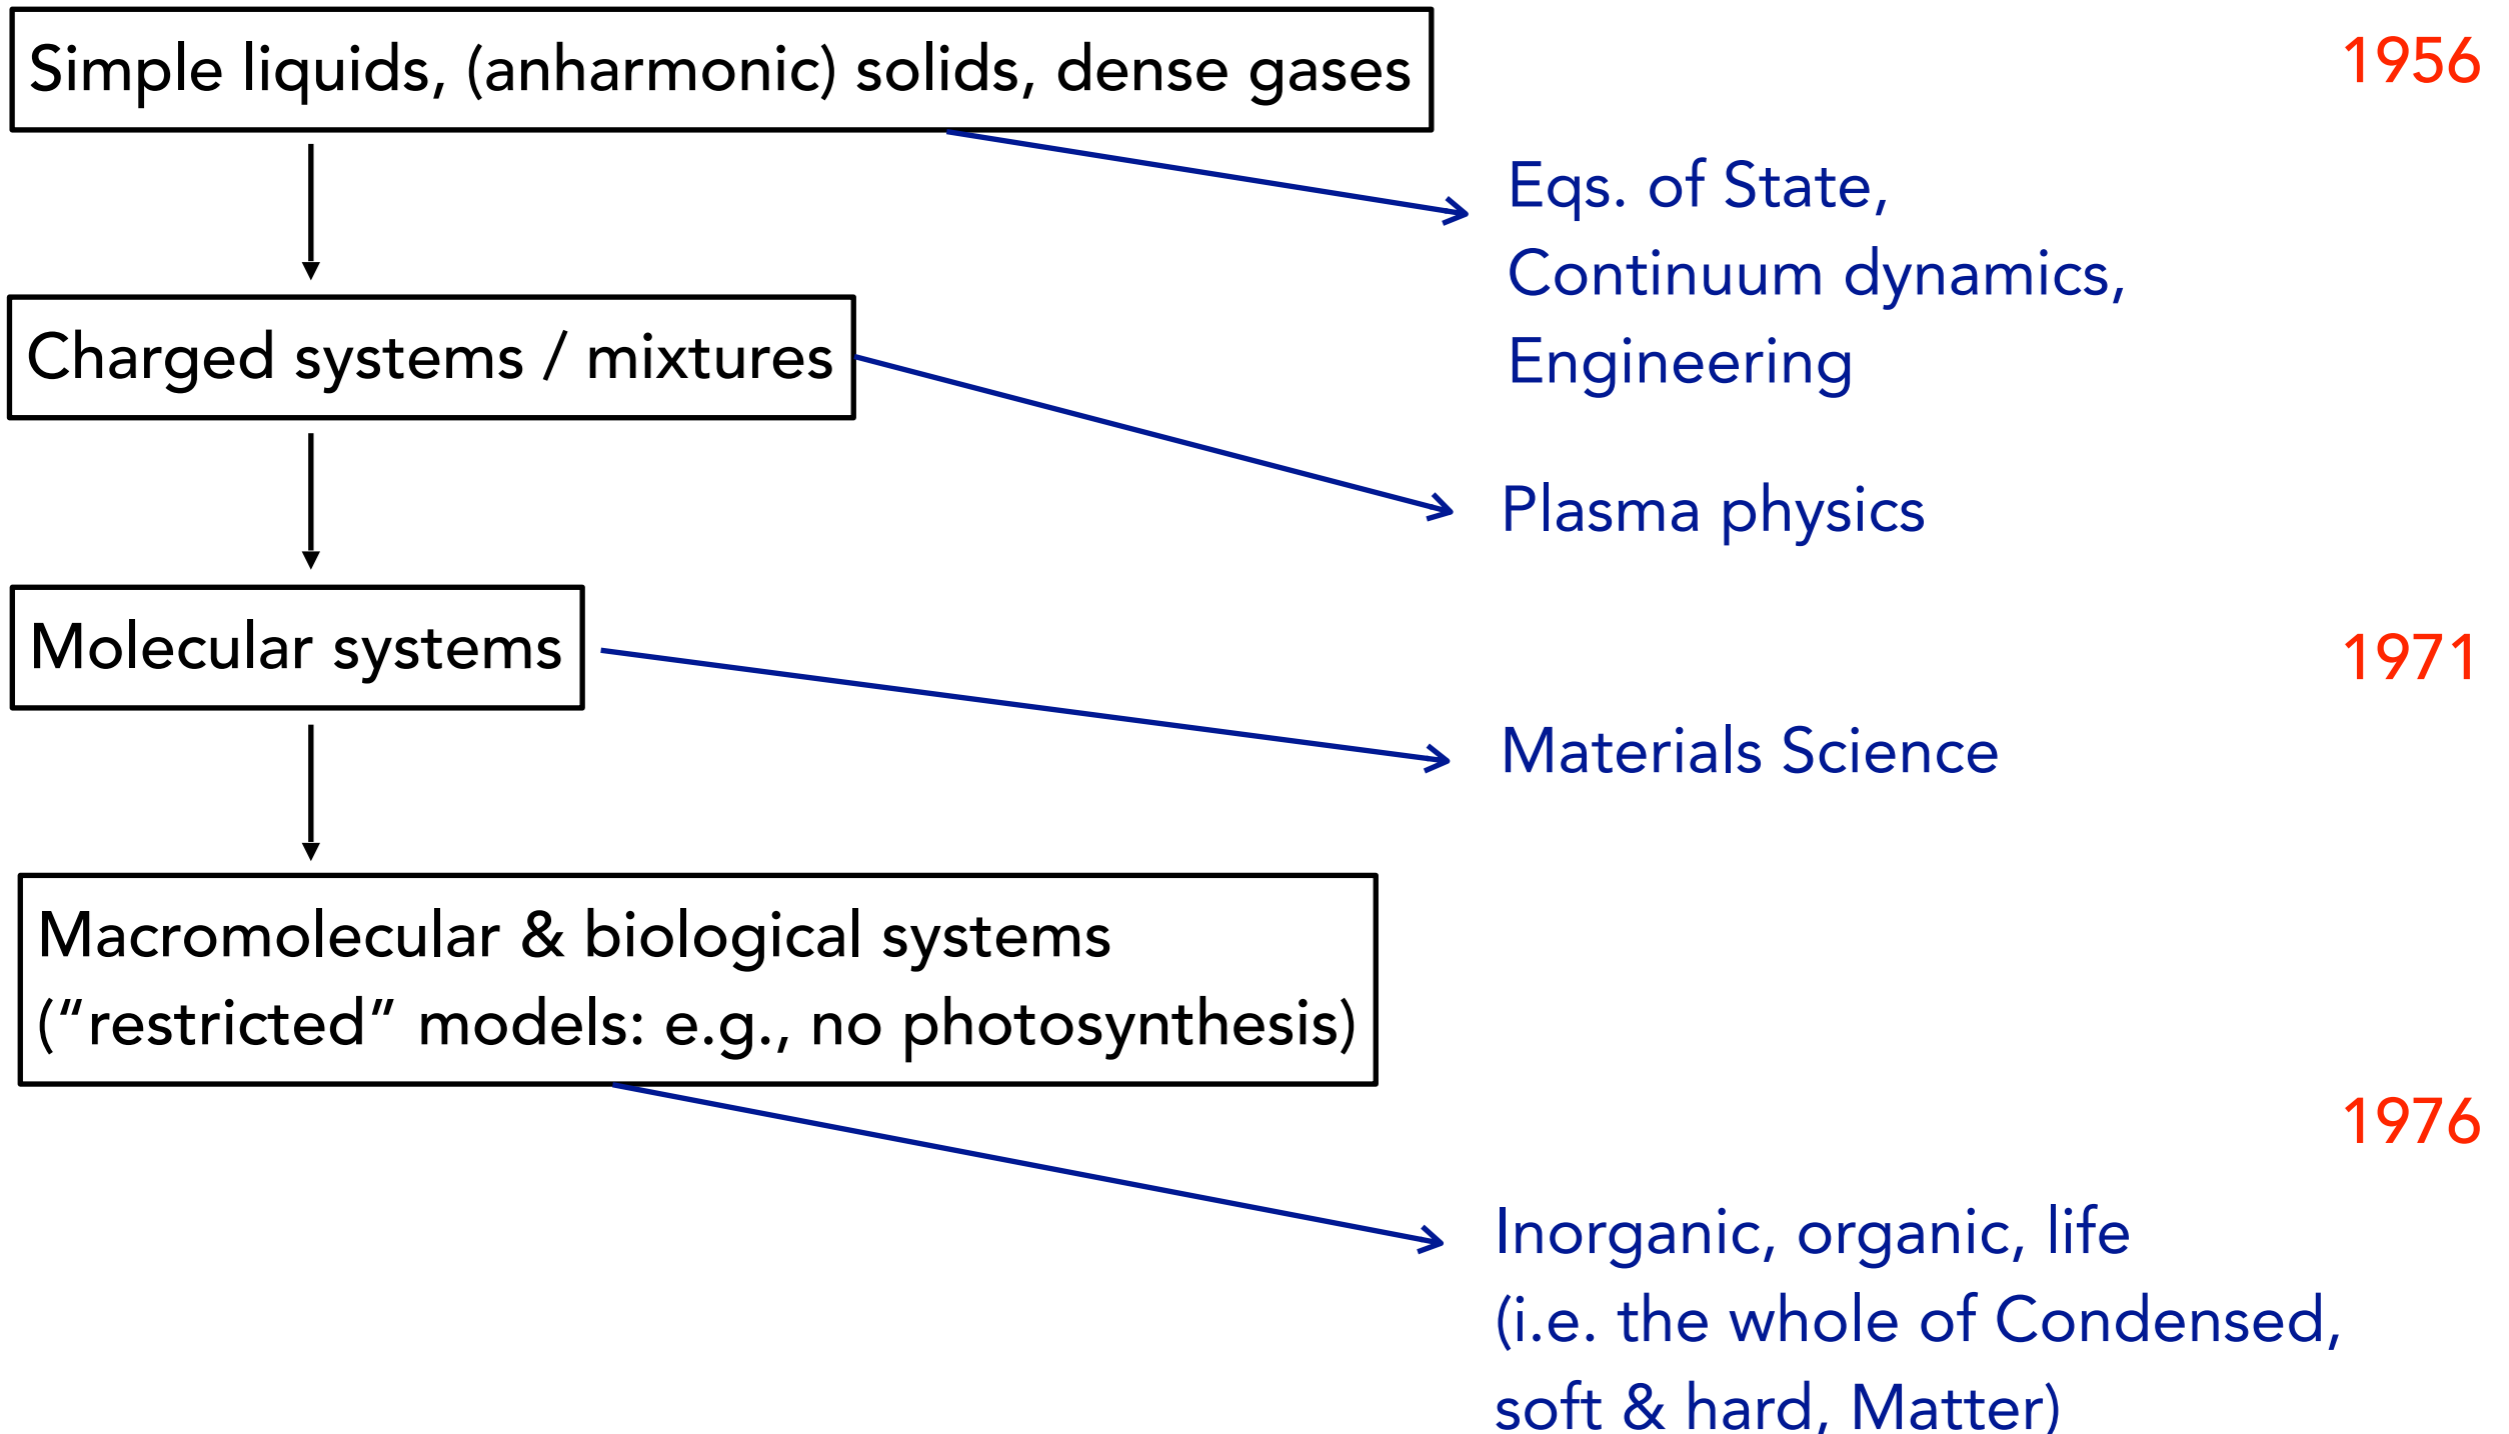 Simple liquids, (anharmonic) solids, dense gases
1956
Eqs. of State,
Continuum dynamics,
Engineering
Charged systems / mixtures
Plasma physics
Molecular systems
1971
Materials Science
Macromolecular & biological systems
(“restricted” models: e.g., no photosynthesis)
1976
Inorganic, organic, life
(i.e. the whole of Condensed,
soft & hard, Matter)